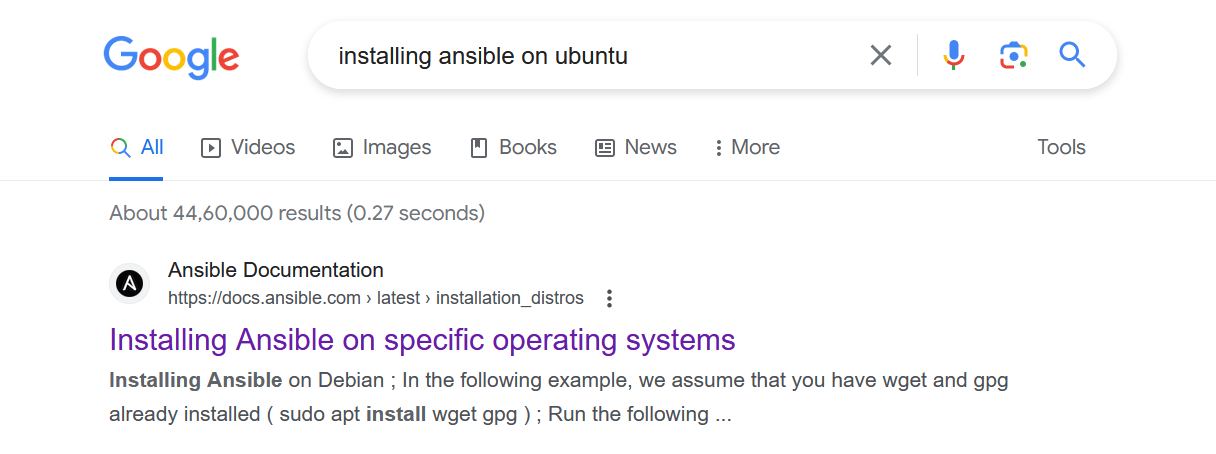 Google
installing ansible on ubuntu
All Videos Images Books News More Tools
About 44,60,000 results (0.27 seconds)
Ansible Documentation
https://docs.ansible.com › latest › installation_distros
Installing Ansible on specific operating systems
Installing Ansible on Debian ; In the following example, we assume that you have wget and gpg
already installed ( sudo apt install wget gpg ) ; Run the following ...